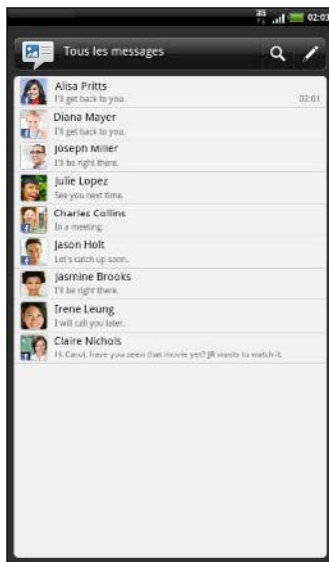 3G 02:03
Tous les messages
Alisa Pritts
I'll get back to you. 02:01
Diana Mayer
I'll get back to you.
Joseph Miller
I'll be right there.
Julie Lopez
See you next time.
Charles Collins
In a meeting.
Jason Holt
Let's catch up soon.
Jasmine Brooks
I'll be right there.
Irene Leung
I will call you later.
Claire Nichols
Hi Carol, have you seen that movie yet? JR wants to watch it.